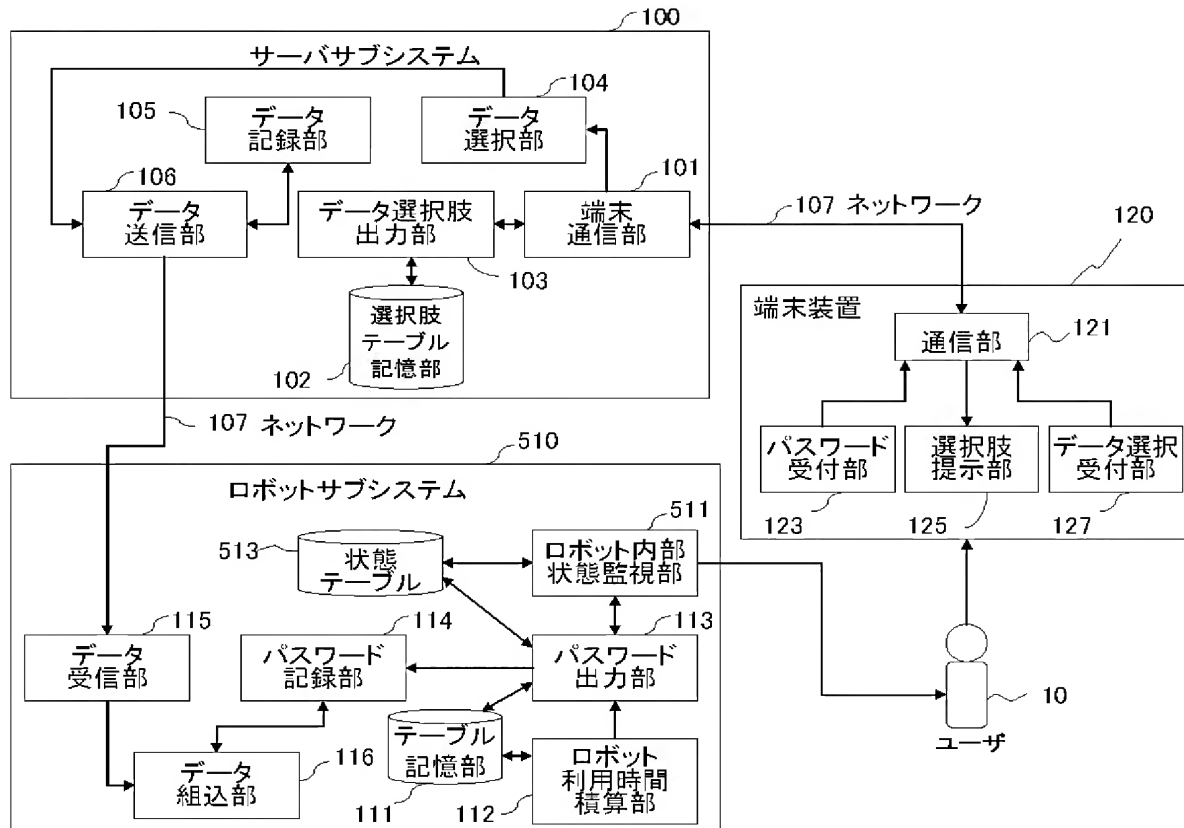 100
サーバサブシステム
104
105
データ
記録部
データ
選択部
101
106
データ
送信部
データ選択肢
出力部
端末
通信部
103
選択肢
テーブル
記憶部
102
107 ネットワーク
120
端末装置
通信部
121
パスワード
受付部
選択肢
提示部
データ選択
受付部
123
125
127
107 ネットワーク
510
ロボットサブシステム
511
513
状態
テーブル
ロボット内部
状態監視部
115
114
113
データ
受信部
パスワード
記録部
パスワード
出力部
テーブル
記憶部
111
ロボット
利用時間
積算部
112
データ
組込部
116
10
ユーザ